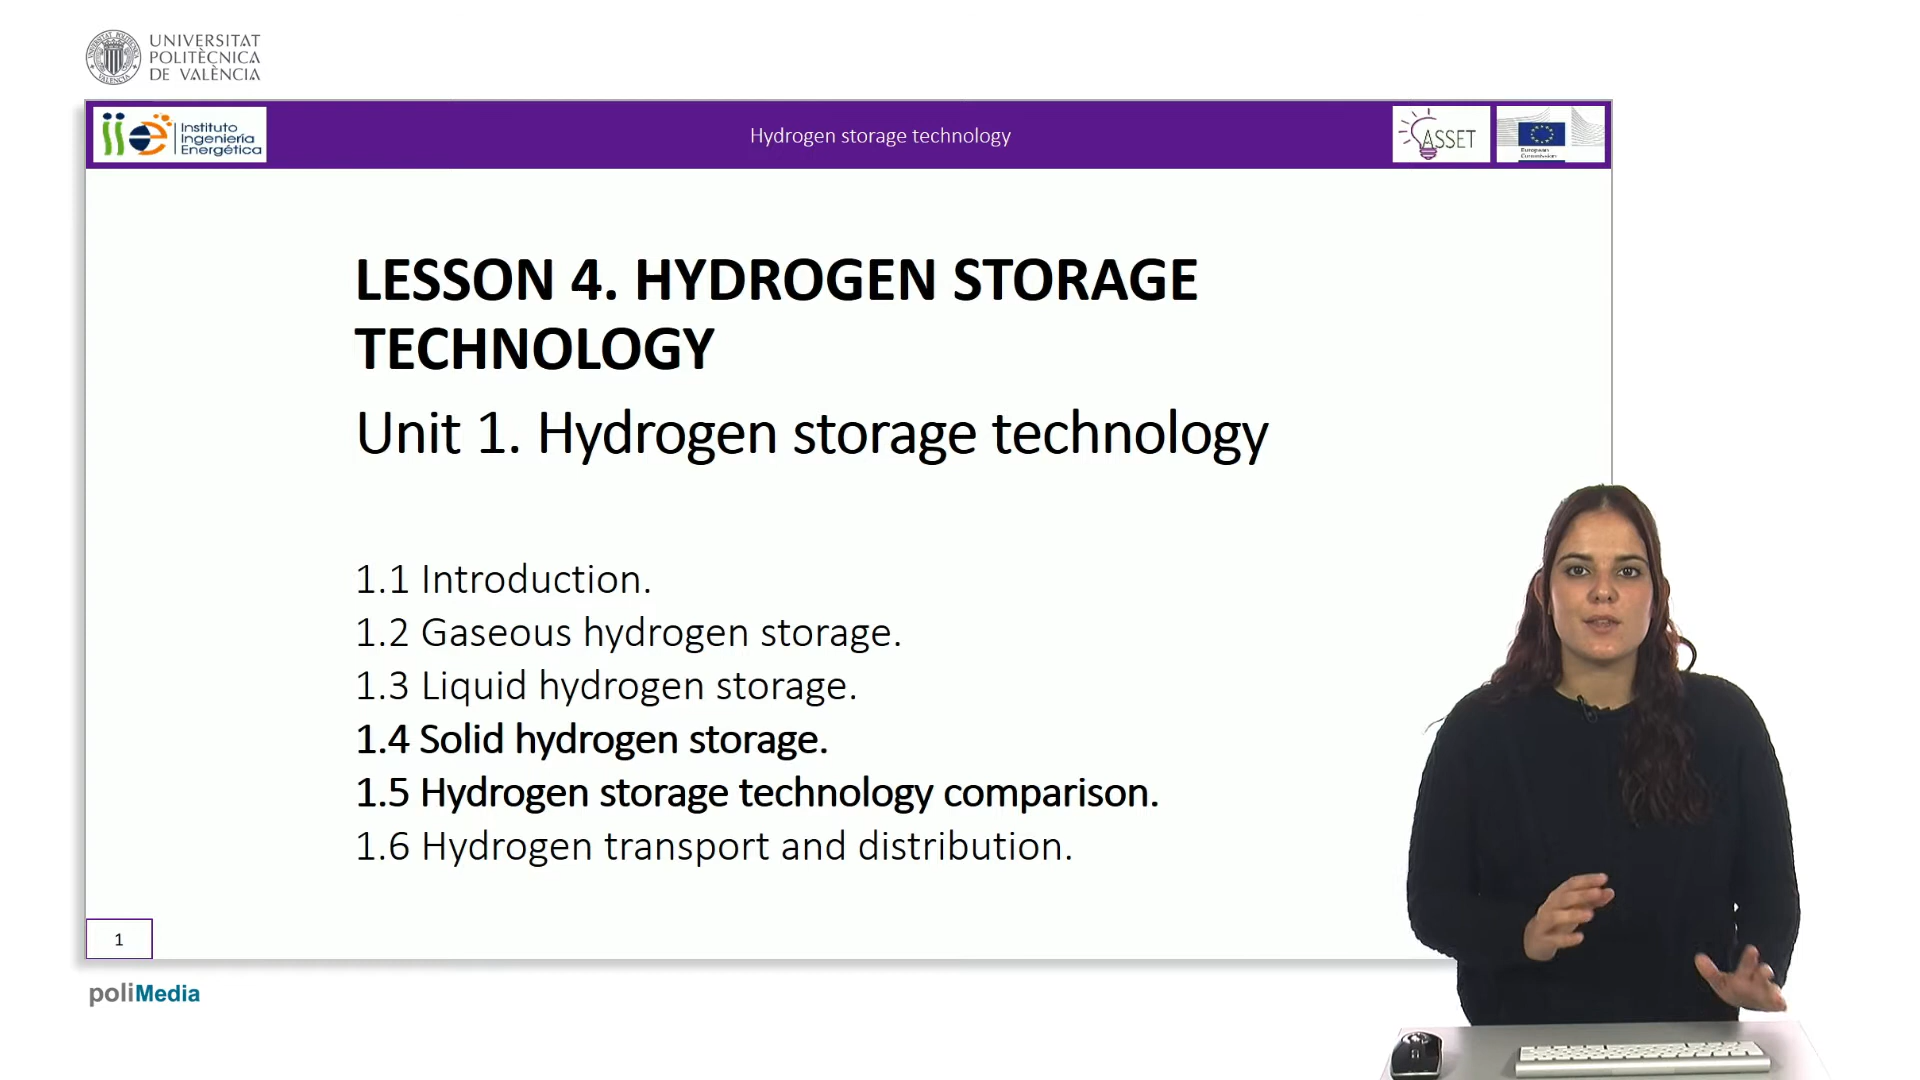 UNIVERSITAT
POLITÈCNICA
DE VALÈNCIA
iie
Instituto
Ingeniería
Energética
Hydrogen storage technology
ASSET
European
Commission
LESSON 4. HYDROGEN STORAGE
TECHNOLOGY
Unit 1. Hydrogen storage technology
1.1 Introduction.
1.2 Gaseous hydrogen storage.
1.3 Liquid hydrogen storage.
1.4 Solid hydrogen storage.
1.5 Hydrogen storage technology comparison.
1.6 Hydrogen transport and distribution.
1
poliMedia